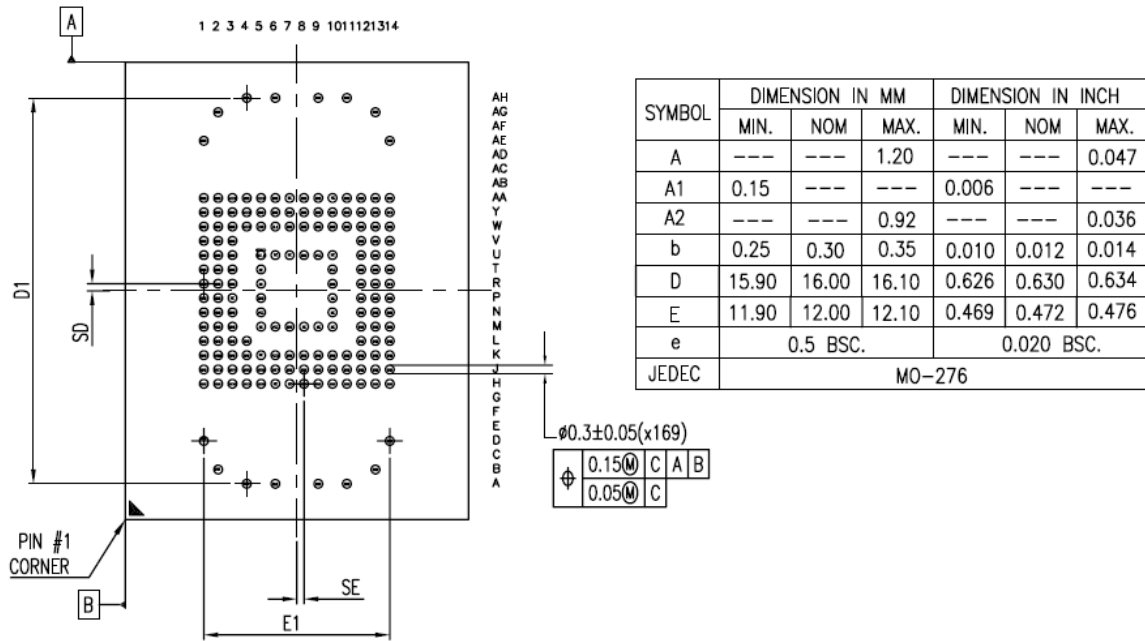 A
1 2 3 4 5 6 7 8 9 1011121314
AH
AG
AF
AE
AD
AC
AB
AA
Y
W
V
U
T
R
P
N
M
L
K
J
H
G
F
E
D
C
B
A
D1
SD
PIN #1
CORNER
B
SE
E1
ø0.3±0.05(x169)
⌖ 0.15Ⓜ C A B
0.05Ⓜ C
SYMBOL DIMENSION IN MM DIMENSION IN INCH
MIN. NOM MAX. MIN. NOM MAX.
A --- --- 1.20 --- --- 0.047
A1 0.15 --- --- 0.006 --- ---
A2 --- --- 0.92 --- --- 0.036
b 0.25 0.30 0.35 0.010 0.012 0.014
D 15.90 16.00 16.10 0.626 0.630 0.634
E 11.90 12.00 12.10 0.469 0.472 0.476
e 0.5 BSC. 0.020 BSC.
JEDEC MO-276